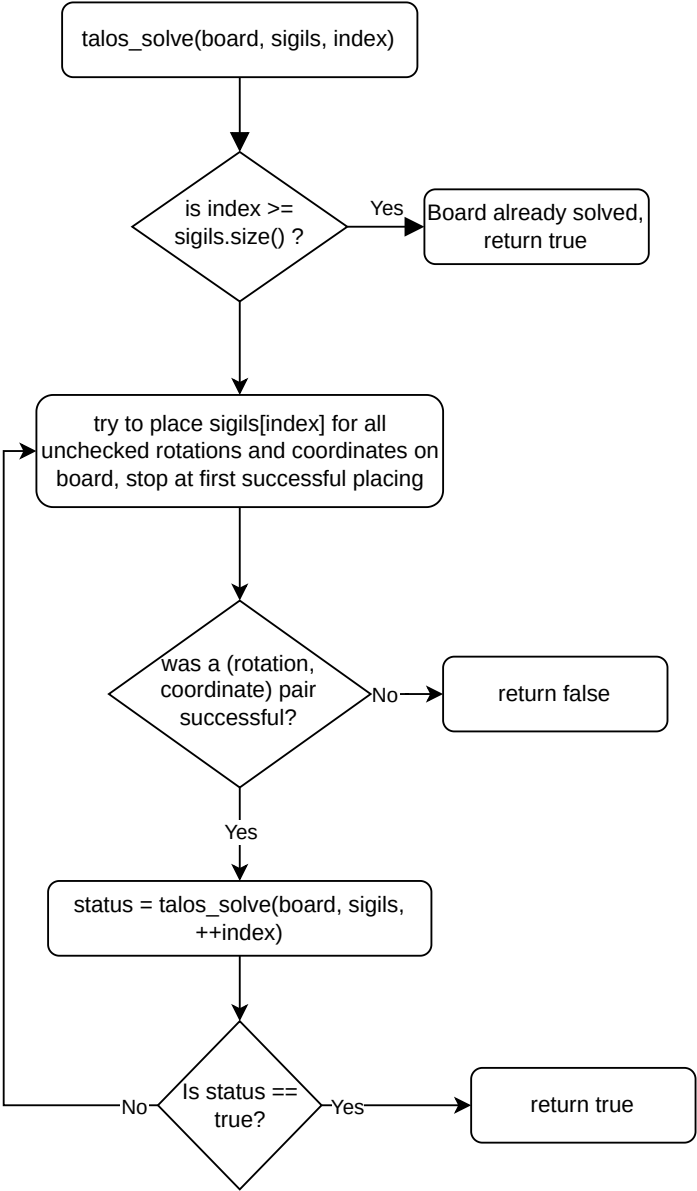 talos_solve(board, sigils, index)
is index >=
sigils.size() ?
Yes
Board already solved,
return true
try to place sigils[index] for all
unchecked rotations and coordinates on
board, stop at first successful placing
was a (rotation,
coordinate) pair
successful?
No
return false
Yes
status = talos_solve(board, sigils,
++index)
Is status ==
true?
No
Yes
return true